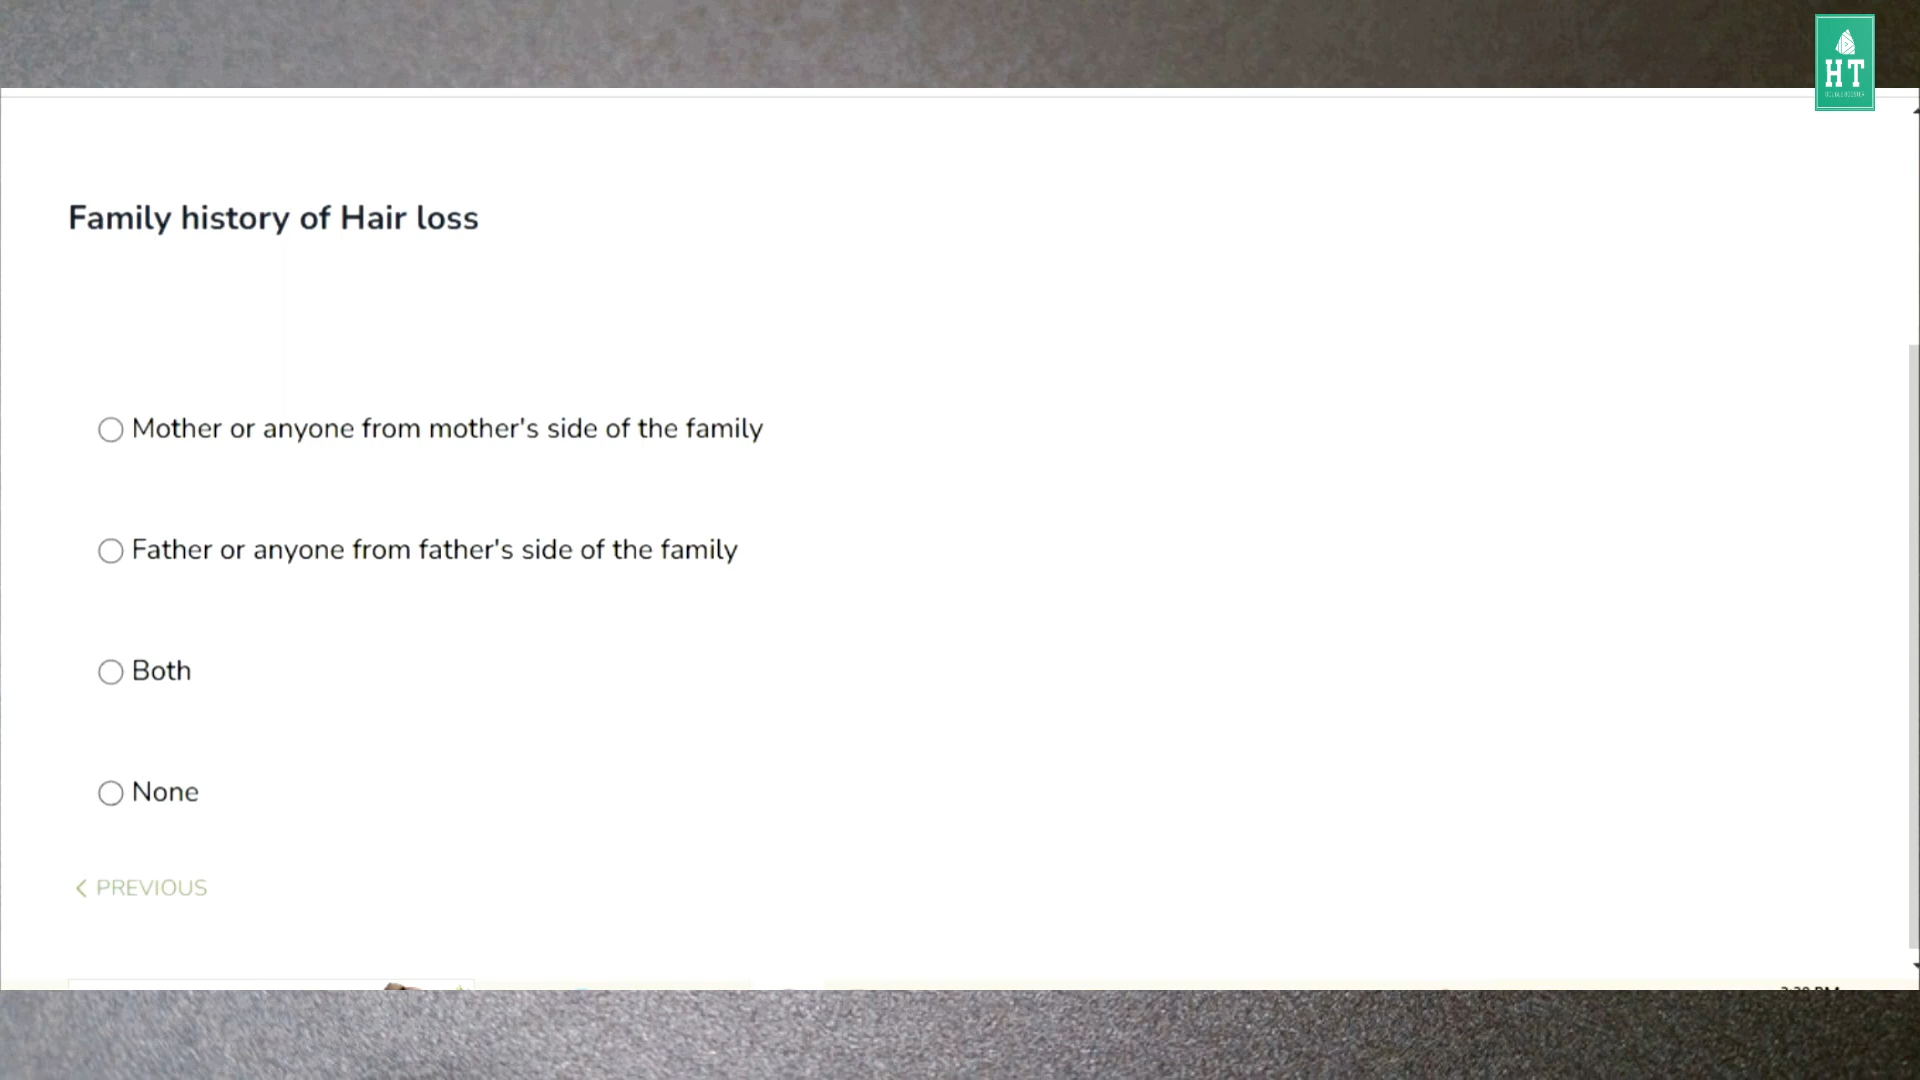 HT
Family history of Hair loss
Mother or anyone from mother's side of the family
Father or anyone from father's side of the family
Both
None
PREVIOUS